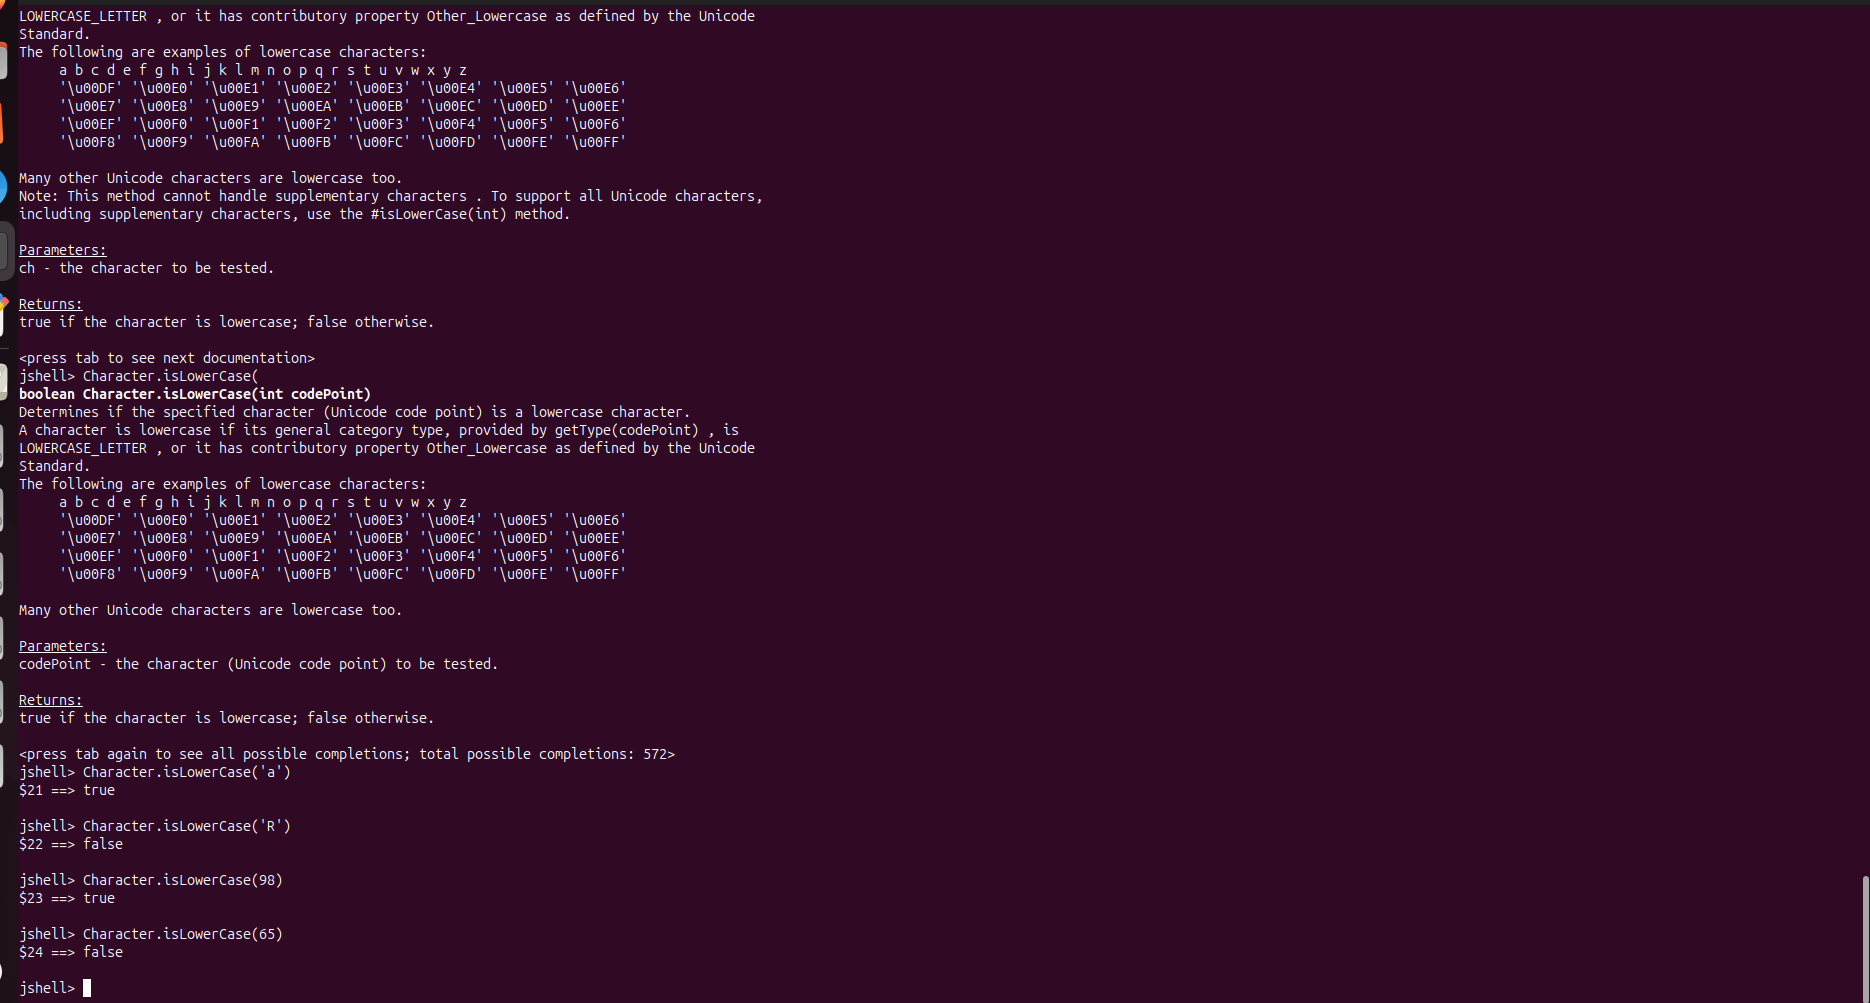 LOWERCASE_LETTER , or it has contributory property Other_Lowercase as defined by the Unicode
Standard.
The following are examples of lowercase characters:
a b c d e f g h i j k l m n o p q r s t u v w x y z
'\u00DF' '\u00E0' '\u00E1' '\u00E2' '\u00E3' '\u00E4' '\u00E5' '\u00E6'
'\u00E7' '\u00E8' '\u00E9' '\u00EA' '\u00EB' '\u00EC' '\u00ED' '\u00EE'
'\u00EF' '\u00F0' '\u00F1' '\u00F2' '\u00F3' '\u00F4' '\u00F5' '\u00F6'
'\u00F8' '\u00F9' '\u00FA' '\u00FB' '\u00FC' '\u00FD' '\u00FE' '\u00FF'
Many other Unicode characters are lowercase too.
Note: This method cannot handle supplementary characters . To support all Unicode characters,
including supplementary characters, use the #isLowerCase(int) method.
Parameters:
ch - the character to be tested.
Returns:
true if the character is lowercase; false otherwise.
<press tab to see next documentation>
jshell> Character.isLowerCase(
boolean Character.isLowerCase(int codePoint)
Determines if the specified character (Unicode code point) is a lowercase character.
A character is lowercase if its general category type, provided by getType(codePoint) , is
LOWERCASE_LETTER , or it has contributory property Other_Lowercase as defined by the Unicode
Standard.
The following are examples of lowercase characters:
a b c d e f g h i j k l m n o p q r s t u v w x y z
'\u00DF' '\u00E0' '\u00E1' '\u00E2' '\u00E3' '\u00E4' '\u00E5' '\u00E6'
'\u00E7' '\u00E8' '\u00E9' '\u00EA' '\u00EB' '\u00EC' '\u00ED' '\u00EE'
'\u00EF' '\u00F0' '\u00F1' '\u00F2' '\u00F3' '\u00F4' '\u00F5' '\u00F6'
'\u00F8' '\u00F9' '\u00FA' '\u00FB' '\u00FC' '\u00FD' '\u00FE' '\u00FF'
Many other Unicode characters are lowercase too.
Parameters:
codePoint - the character (Unicode code point) to be tested.
Returns:
true if the character is lowercase; false otherwise.
<press tab again to see all possible completions; total possible completions: 572>
jshell> Character.isLowerCase('a')
$21 ==> true
jshell> Character.isLowerCase('R')
$22 ==> false
jshell> Character.isLowerCase(98)
$23 ==> true
jshell> Character.isLowerCase(65)
$24 ==> false
jshell>